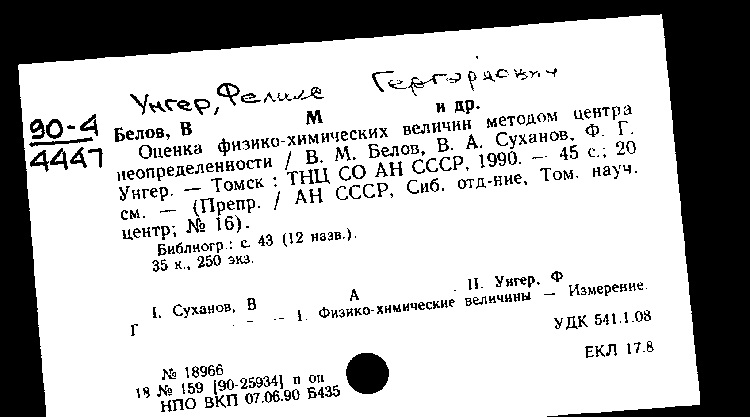 Унгер, Феликс Гергардович
90-4
4447
Белов, В М и др.
Оценка физико-химических величин методом центра
неопределенности / В. М. Белов, В. А. Суханов, Ф. Г.
Унгер. — Томск : ТНЦ СО АН СССР, 1990. — 45 с.; 20
см. — (Препр. / АН СССР, Сиб. отд-ние, Том. науч.
центр; № 16).
Библиогр.: с. 43 (12 назв.).
35 к., 250 экз.
I. Суханов, В А . II. Унгер, Ф
Г - — - 1. Физико-химические величины — Измерение.
УДК 541.1.08
ЕКЛ 17.8
№ 18966
18 № 159 [90-25934] п оп
НПО ВКП 07.06.90 Б435